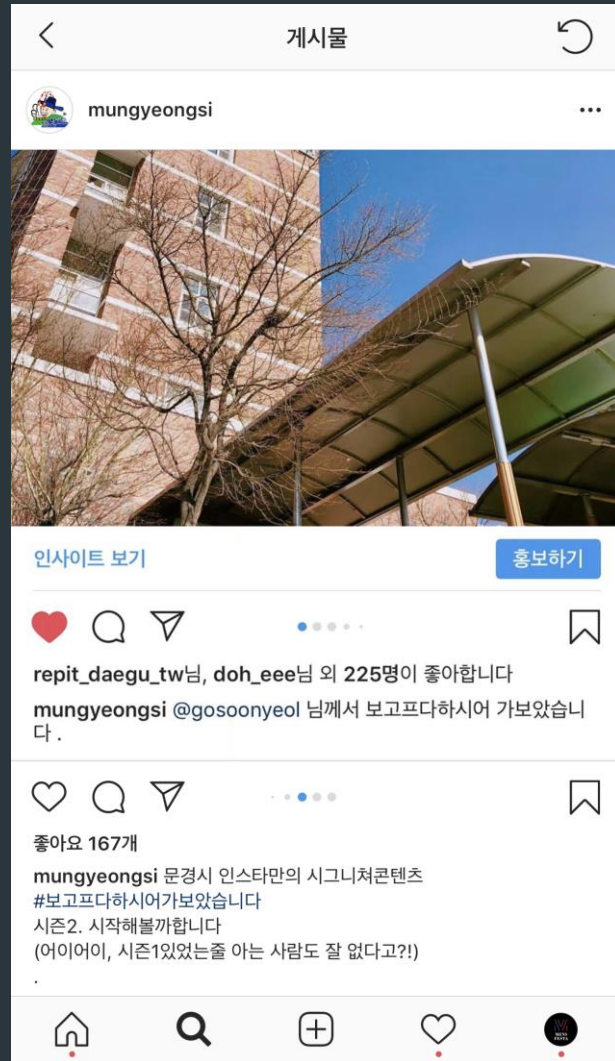 게시물
mungyeongsi
인사이트 보기
홍보하기
repit_daegu_tw님, doh_eee님 외 225명이 좋아합니다
mungyeongsi @gosoonyeol 님께서 보고프다하시어 가보았습니
다 .
좋아요 167개
mungyeongsi 문경시 인스타만의 시그니쳐콘텐츠
#보고프다하시어가보았습니다
시즌2. 시작해볼까합니다
(어이어이, 시즌1있었는줄 아는 사람도 잘 없다고?!)
.